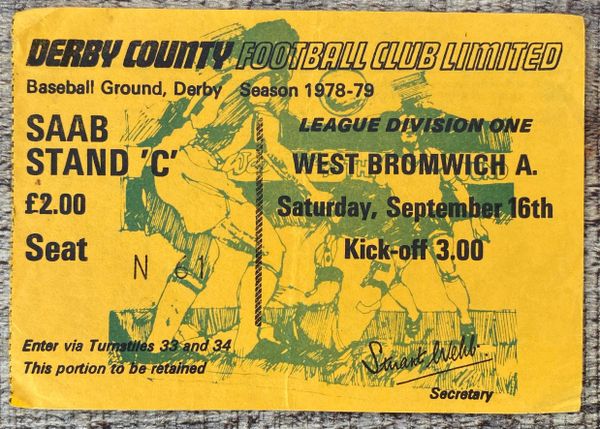 DERBY COUNTY FOOTBALL CLUB LIMITED
Baseball Ground, Derby Season 1978-79
SAAB
STAND 'C'
£2.00
Seat
N 61
Enter via Turnstiles 33 and 34
This portion to be retained
LEAGUE DIVISION ONE
WEST BROMWICH A.
Saturday, September 16th
Kick-off 3.00
Stuart Webb.
Secretary